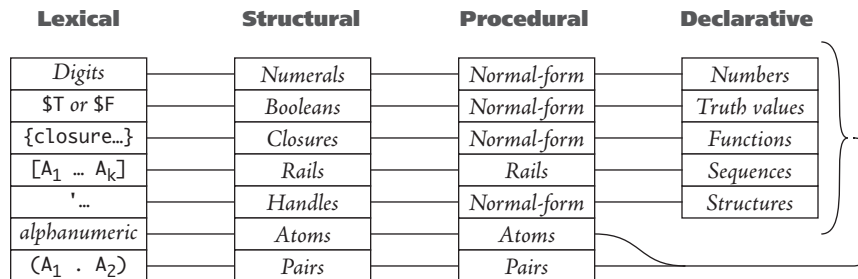 Lexical Structural Procedural Declarative
Digits Numerals Normal-form Numbers
$T or $F Booleans Normal-form Truth values
{closure…} Closures Normal-form Functions
[A1 … Ak] Rails Rails Sequences
'… Handles Normal-form Structures
alphanumeric Atoms Atoms
(A1 . A2) Pairs Pairs